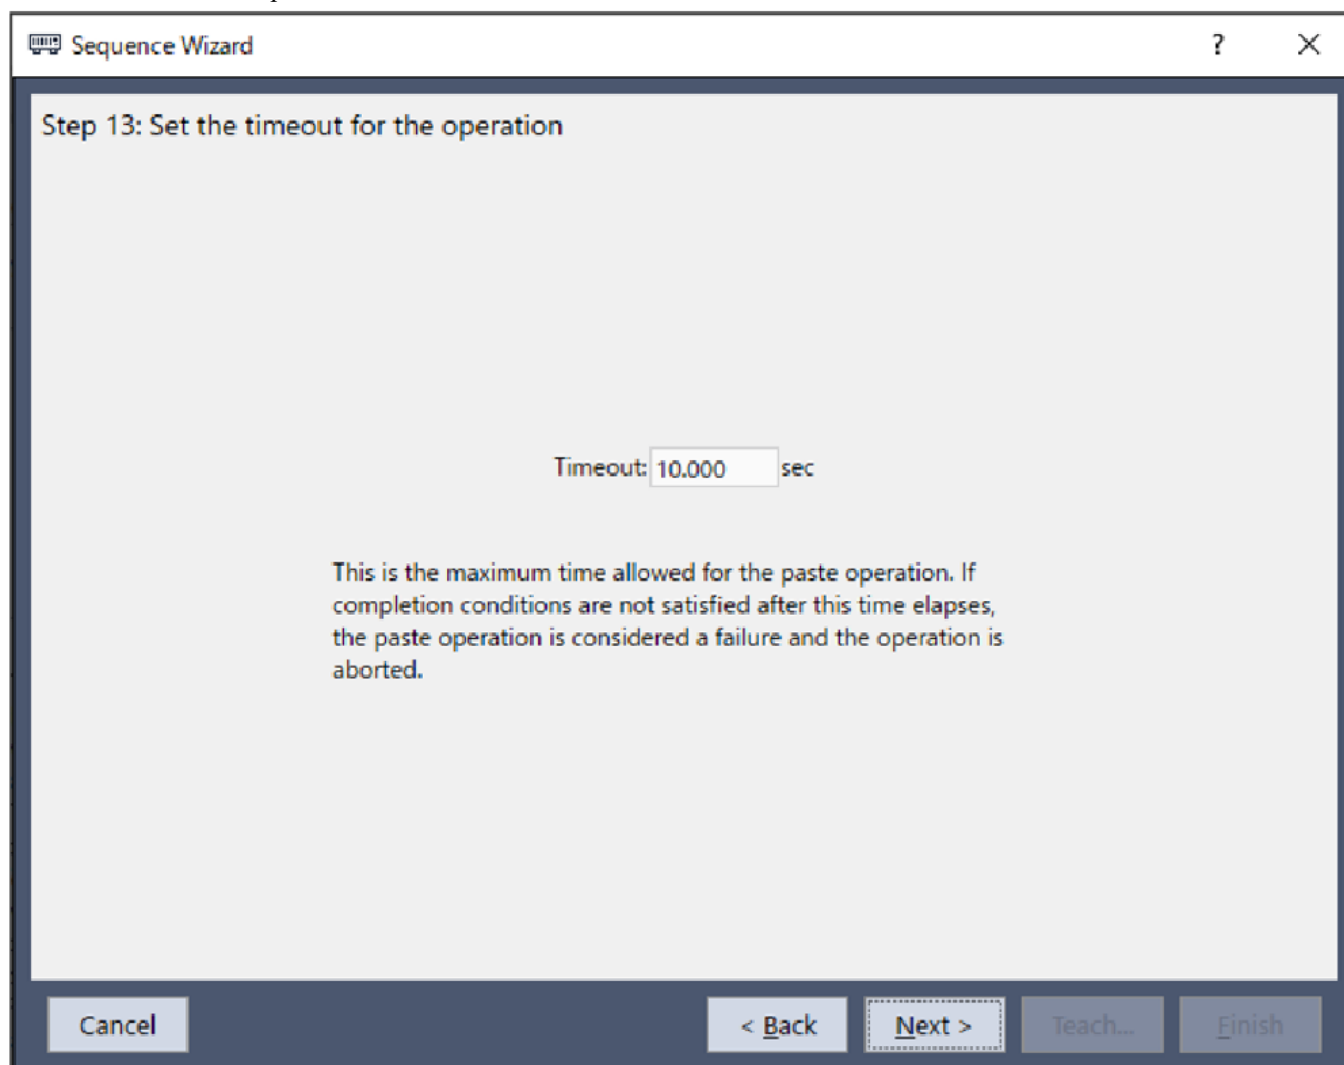 Sequence Wizard
?
Step 13: Set the timeout for the operation
Timeout: 10.000 sec
This is the maximum time allowed for the paste operation. If
completion conditions are not satisfied after this time elapses,
the paste operation is considered a failure and the operation is
aborted.
Cancel
< Back
Next >
Teach...
Finish